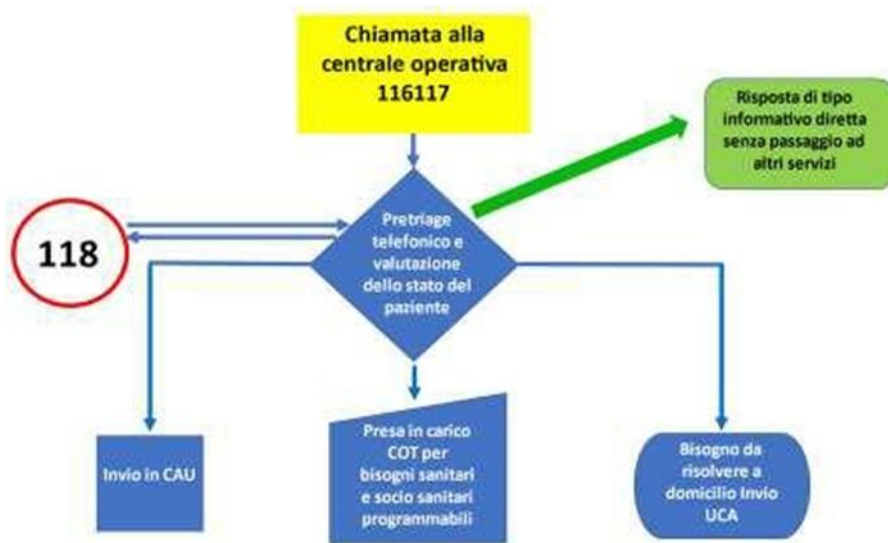 Chiamata alla
centrale operativa
116117
Risposta di tipo
informativo diretta
senza passaggio ad
altri servizi
118
Pretriage
telefonico e
valutazione
dello stato del
paziente
Invio in CAU
Presa in carico
COT per
bisogni sanitari
e socio sanitari
programmabili
Bisogno da
risolvere a
domicilio Invio
UCA